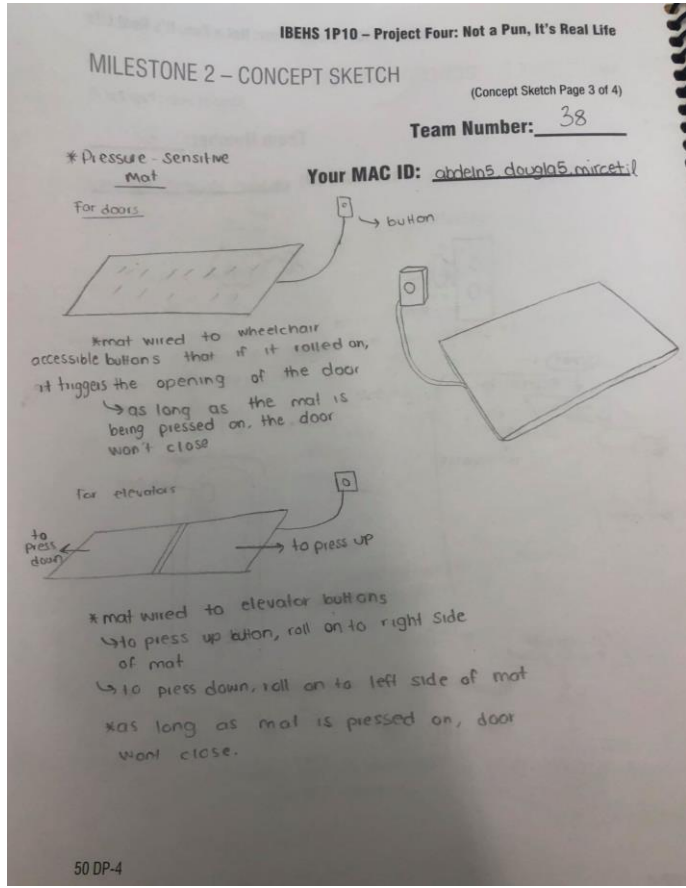 IBEHS 1P10 – Project Four: Not a Pun, It's Real Life
MILESTONE 2 – CONCEPT SKETCH
(Concept Sketch Page 3 of 4)
Team Number: 38
Your MAC ID: abdeln5, dougla5, mircetil
* Pressure-sensitive
Mat
For doors
button
*mat wired to wheelchair
accessible buttons that if it rolled on,
it triggers the opening of the door
↳ as long as the mat is
being pressed on, the door
won't close
For elevators
to
press
down
to press up
* mat wired to elevator buttons
↳ to press up button, roll on to right side
of mat
↳ to press down, roll on to left side of mat
*as long as mat is pressed on, door
wont close.
50 DP-4